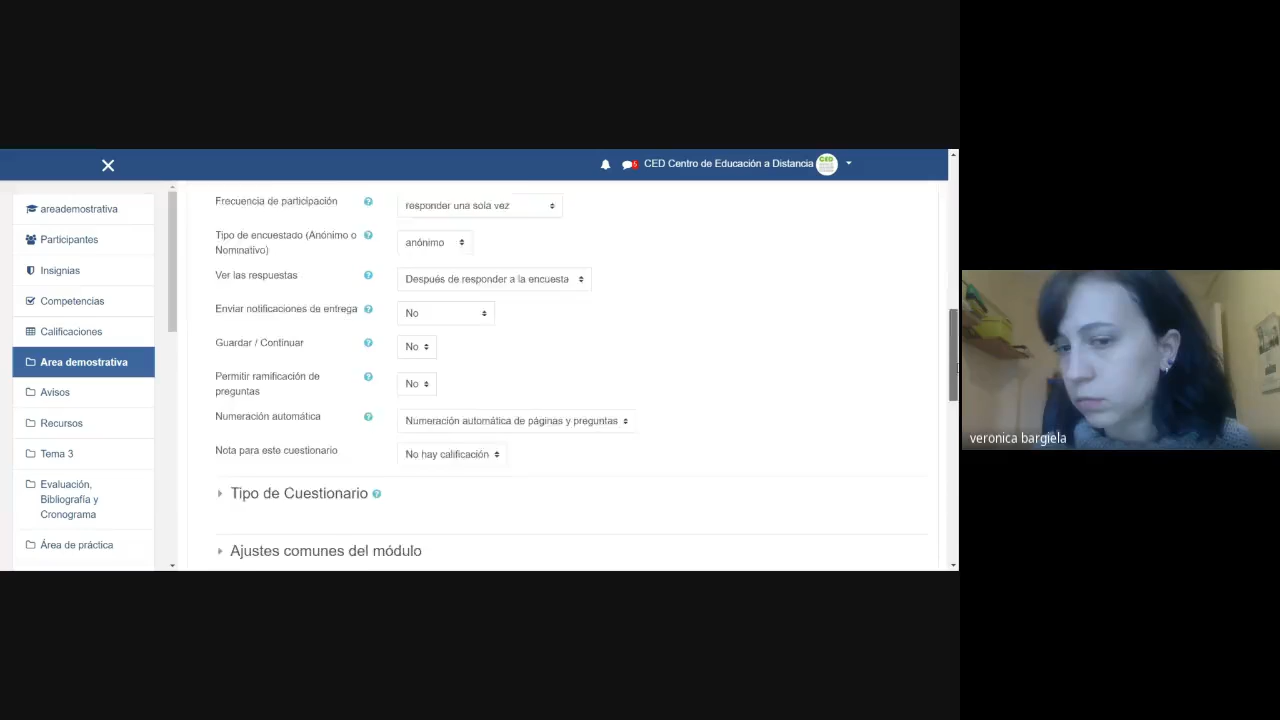 CED Centro de Educación a Distancia
areademostrativa
Participantes
Insignias
Competencias
Calificaciones
Area demostrativa
Avisos
Recursos
Tema 3
Evaluación,
Bibliografía y
Cronograma
Área de práctica
Frecuencia de participación
responder una sola vez
Tipo de encuestado (Anónimo o
Nominativo)
anónimo
Ver las respuestas
Después de responder a la encuesta
Enviar notificaciones de entrega
No
Guardar / Continuar
No
Permitir ramificación de
preguntas
No
Numeración automática
Numeración automática de páginas y preguntas
Nota para este cuestionario
No hay calificación
Tipo de Cuestionario
Ajustes comunes del módulo
veronica bargiela